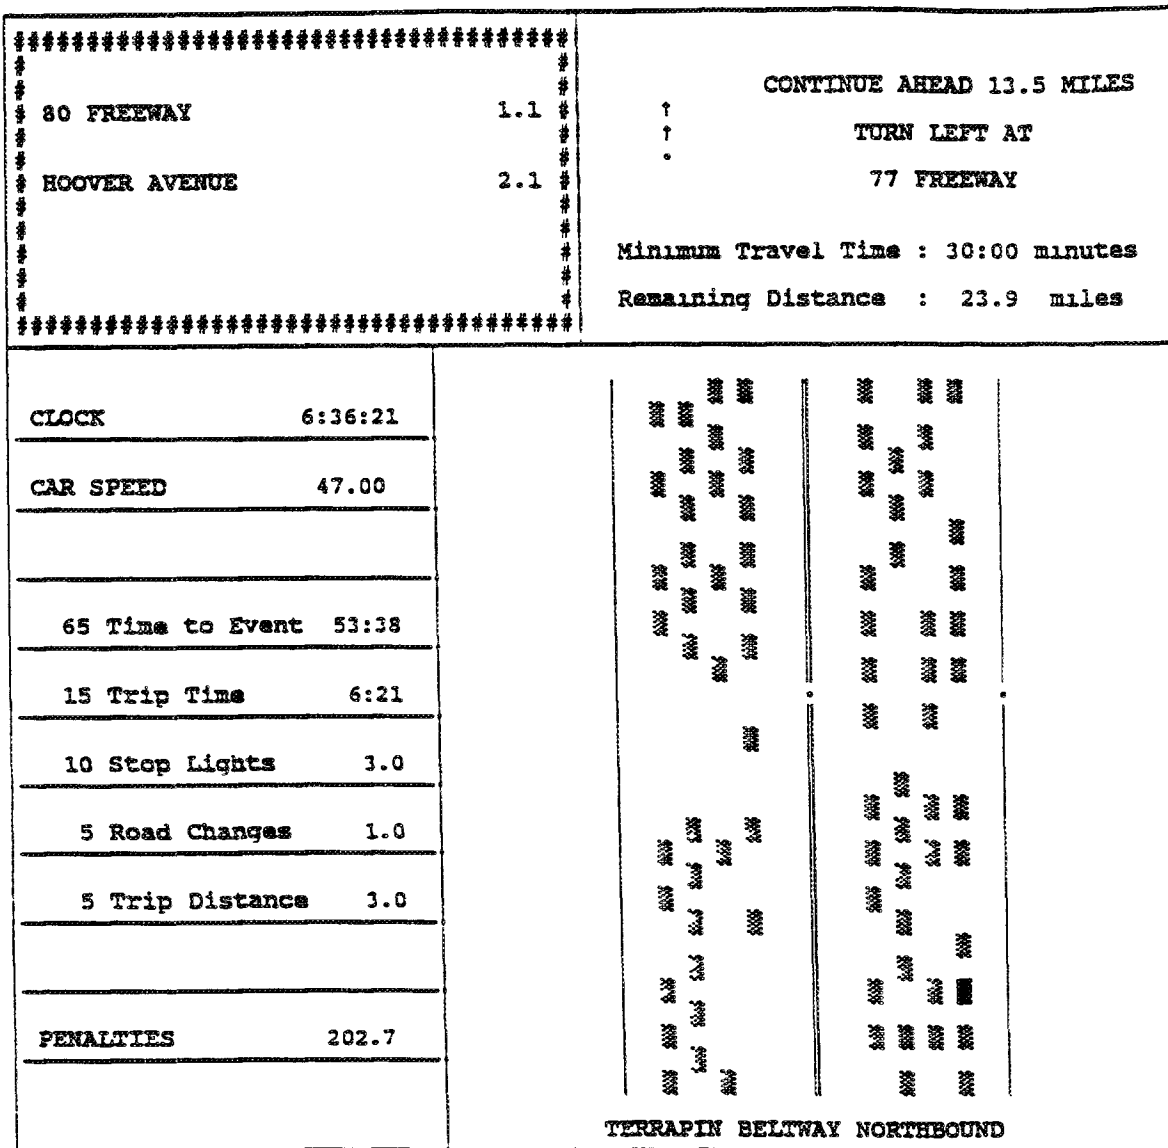 80 FREEWAY 1.1
HOOVER AVENUE 2.1
CONTINUE AHEAD 13.5 MILES
TURN LEFT AT
77 FREEWAY
Minimum Travel Time : 30:00 minutes
Remaining Distance : 23.9 miles
CLOCK 6:36:21
CAR SPEED 47.00
65 Time to Event 53:38
15 Trip Time 6:21
10 Stop Lights 3.0
5 Road Changes 1.0
5 Trip Distance 3.0
PENALTIES 202.7
TERRAPIN BELTWAY NORTHBOUND